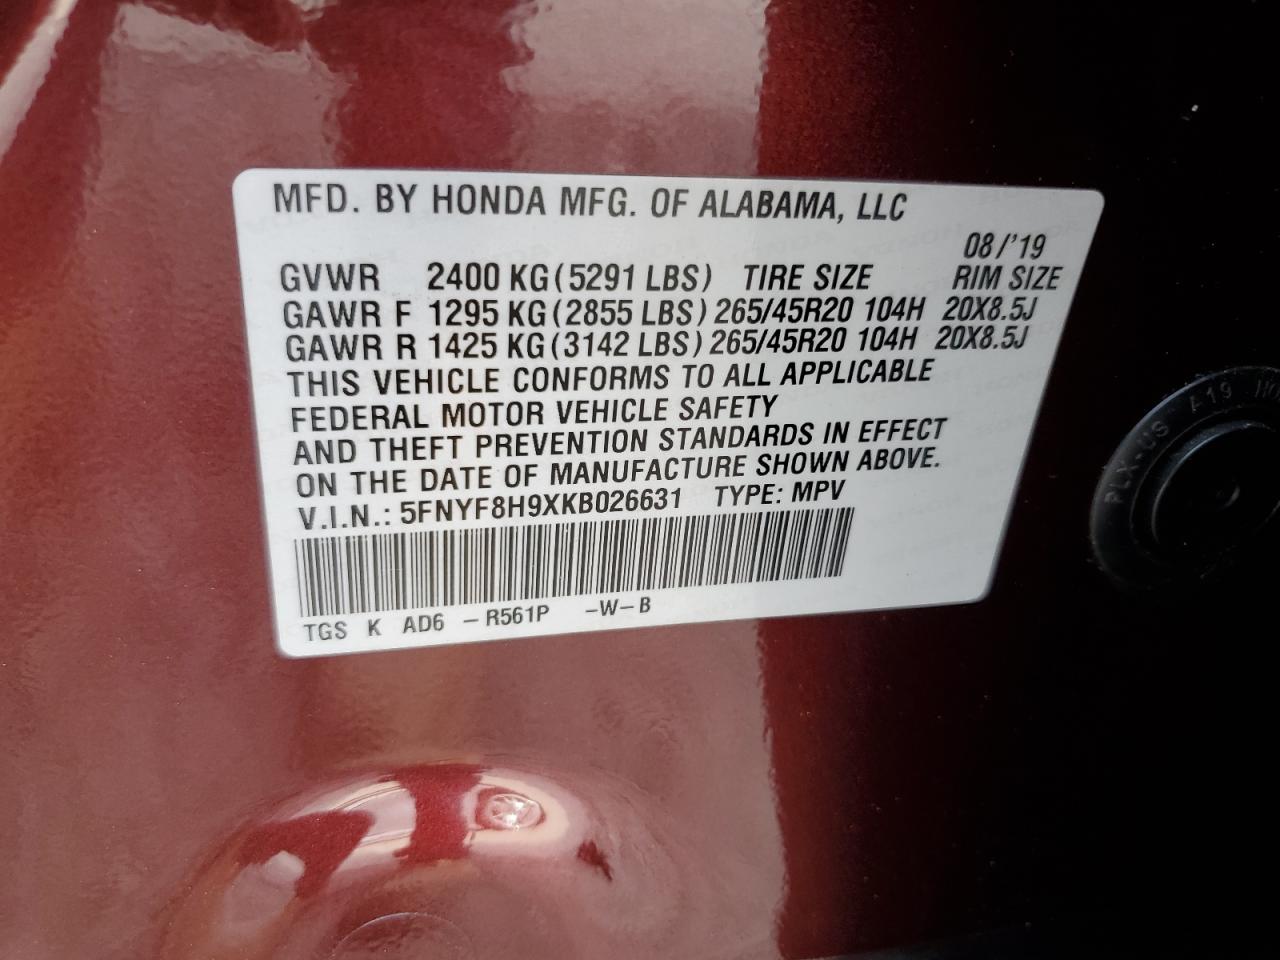 MFD. BY HONDA MFG. OF ALABAMA, LLC
08/'19
GVWR 2400 KG (5291 LBS) TIRE SIZE RIM SIZE
GAWR F 1295 KG (2855 LBS) 265/45R20 104H 20X8.5J
GAWR R 1425 KG (3142 LBS) 265/45R20 104H 20X8.5J
THIS VEHICLE CONFORMS TO ALL APPLICABLE
FEDERAL MOTOR VEHICLE SAFETY
AND THEFT PREVENTION STANDARDS IN EFFECT
ON THE DATE OF MANUFACTURE SHOWN ABOVE.
V.I.N.: 5FNYF8H9XKB026631 TYPE: MPV
TGS K AD6 -R561P -W-B
PLX-US A19